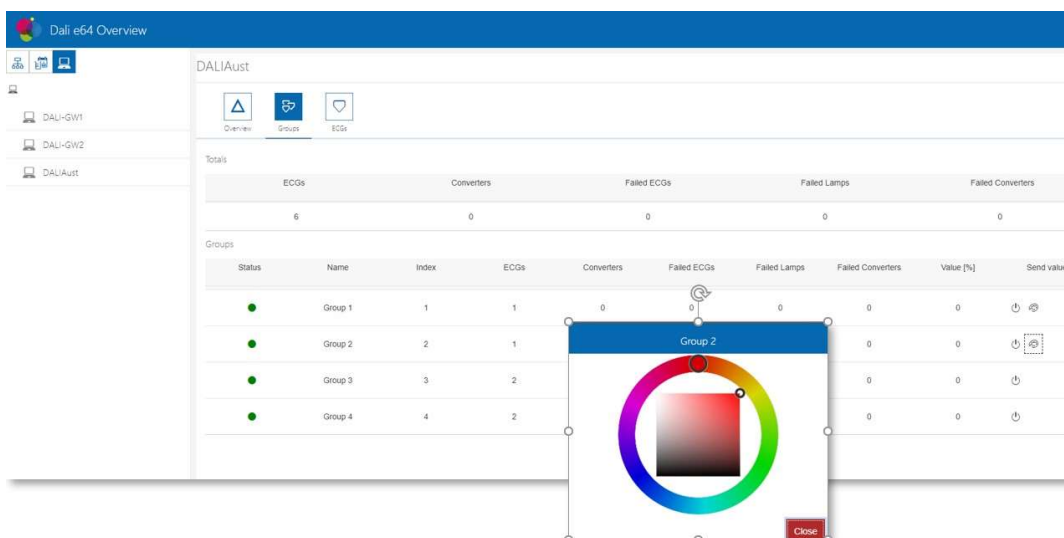 Dali e64 Overview
DALIAust
DALI-GW1
DALI-GW2
DALIAust
Overview Groups ECGs
Totals
ECGs Converters Failed ECGs Failed Lamps Failed Converters
6 0 0 0 0
Groups
Status Name Index ECGs Converters Failed ECGs Failed Lamps Failed Converters Value [%] Send value
Group 1 1 1 0 0 0 0 0
Group 2 2 1 0 0
Group 2
Group 3 3 2 0 0
Group 4 4 2 0 0
Close